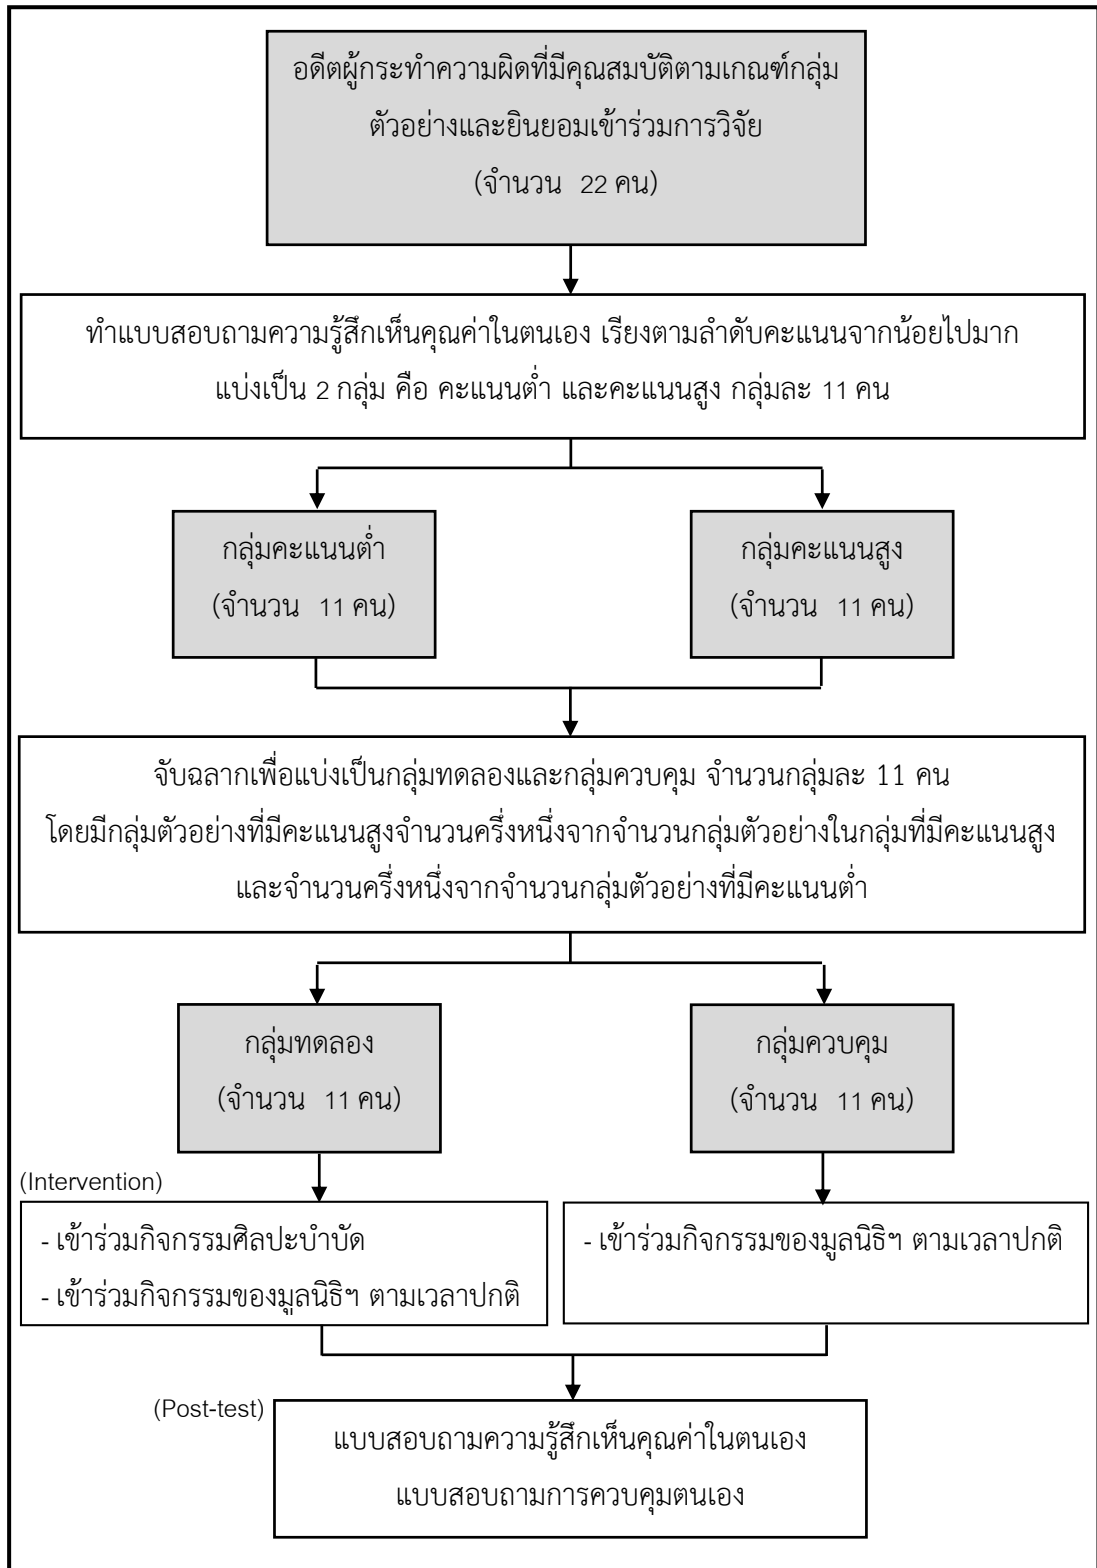 อดีตผู้กระทำความผิดที่มีคุณสมบัติตามเกณฑ์กลุ่ม
ตัวอย่างและยินยอมเข้าร่วมการวิจัย
(จำนวน 22 คน)
ทำแบบสอบถามความรู้สึกเห็นคุณค่าในตนเอง เรียงตามลำดับคะแนนจากน้อยไปมาก
แบ่งเป็น 2 กลุ่ม คือ คะแนนต่ำ และคะแนนสูง กลุ่มละ 11 คน
กลุ่มคะแนนต่ำ
(จำนวน 11 คน)
กลุ่มคะแนนสูง
(จำนวน 11 คน)
จับฉลากเพื่อแบ่งเป็นกลุ่มทดลองและกลุ่มควบคุม จำนวนกลุ่มละ 11 คน
โดยมีกลุ่มตัวอย่างที่มีคะแนนสูงจำนวนครึ่งหนึ่งจากจำนวนกลุ่มตัวอย่างในกลุ่มที่มีคะแนนสูง
และจำนวนครึ่งหนึ่งจากจำนวนกลุ่มตัวอย่างที่มีคะแนนต่ำ
กลุ่มทดลอง
(จำนวน 11 คน)
กลุ่มควบคุม
(จำนวน 11 คน)
(Intervention)
- เข้าร่วมกิจกรรมศิลปะบำบัด
- เข้าร่วมกิจกรรมของมูลนิธิฯ ตามเวลาปกติ
- เข้าร่วมกิจกรรมของมูลนิธิฯ ตามเวลาปกติ
(Post-test)
แบบสอบถามความรู้สึกเห็นคุณค่าในตนเอง
แบบสอบถามการควบคุมตนเอง